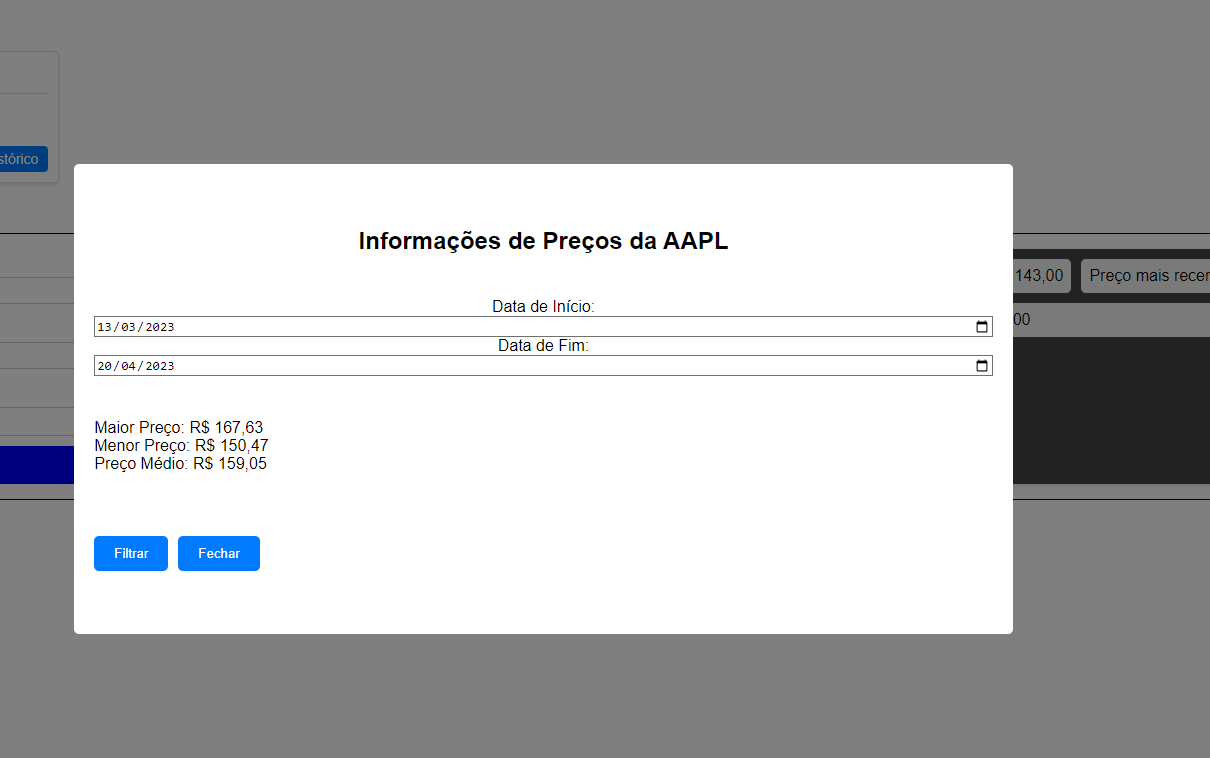 stórico
Informações de Preços da AAPL
143,00
Preço mais recen
00
Data de Início:
13/03/2023
Data de Fim:
20/04/2023
Maior Preço: R$ 167,63
Menor Preço: R$ 150,47
Preço Médio: R$ 159,05
Filtrar
Fechar